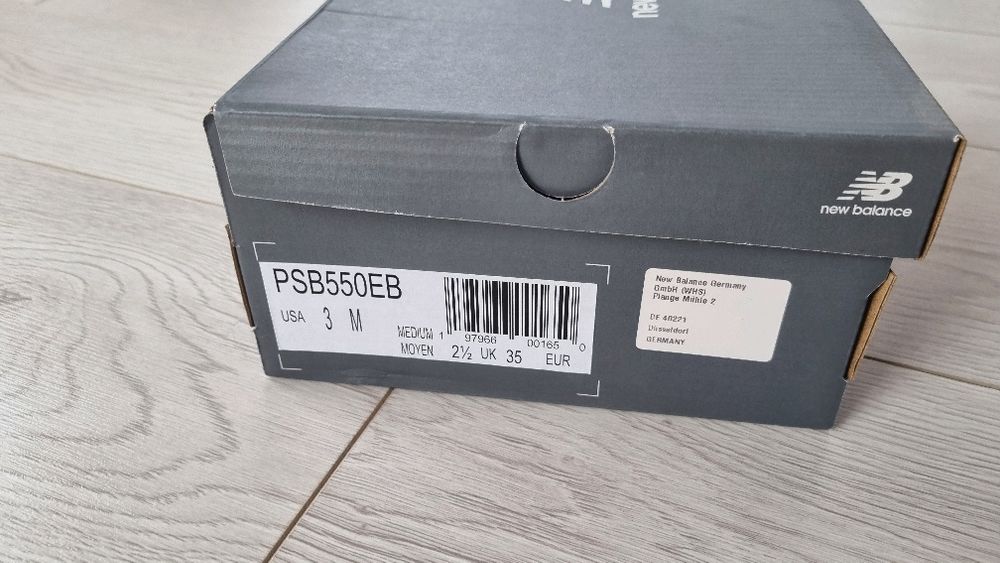 new balance
PSB550EB
USA 3 M
MEDIUM
MOYEN
1 97966 00165 0
2½ UK 35 EUR
New Balance Germany
GmbH (WHS)
Plange Mühle 2
DE 40221
Düsseldorf
GERMANY